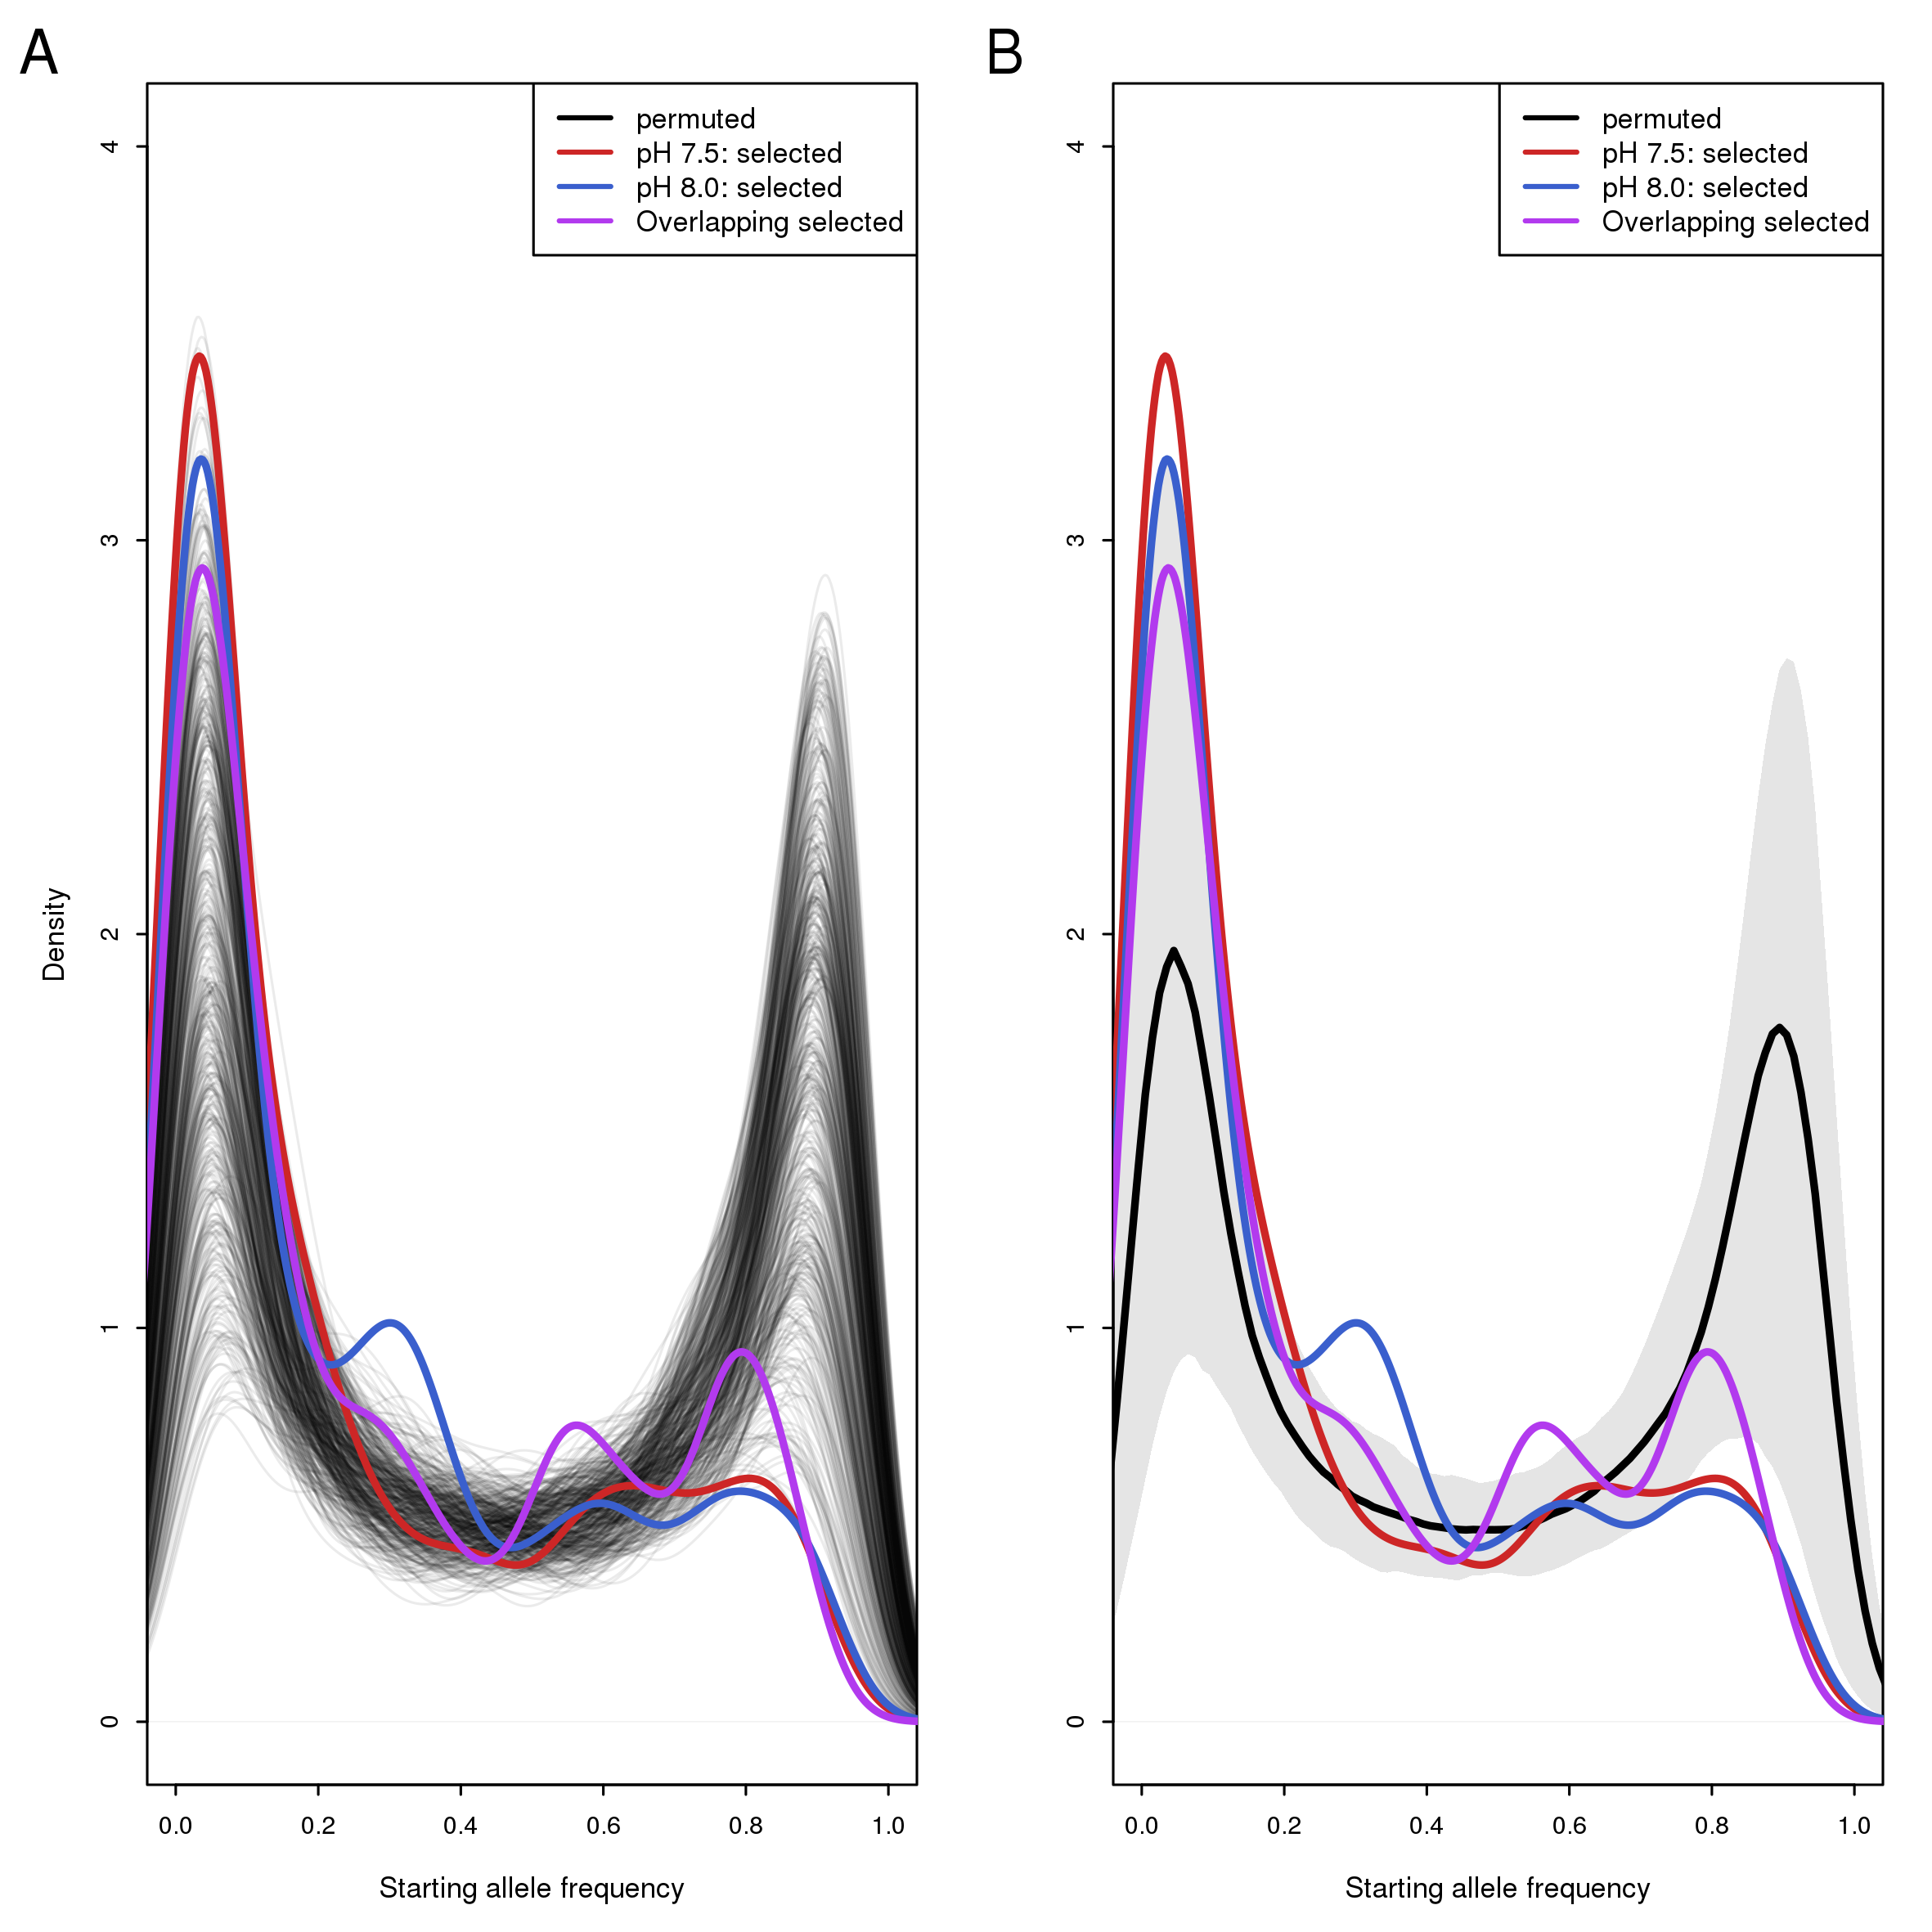 A
permuted
pH 7.5: selected
pH 8.0: selected
Overlapping selected
4
3
2
1
0
Density
0.0 0.2 0.4 0.6 0.8 1.0
Starting allele frequency
B
permuted
pH 7.5: selected
pH 8.0: selected
Overlapping selected
4
3
2
1
0
0.0 0.2 0.4 0.6 0.8 1.0
Starting allele frequency